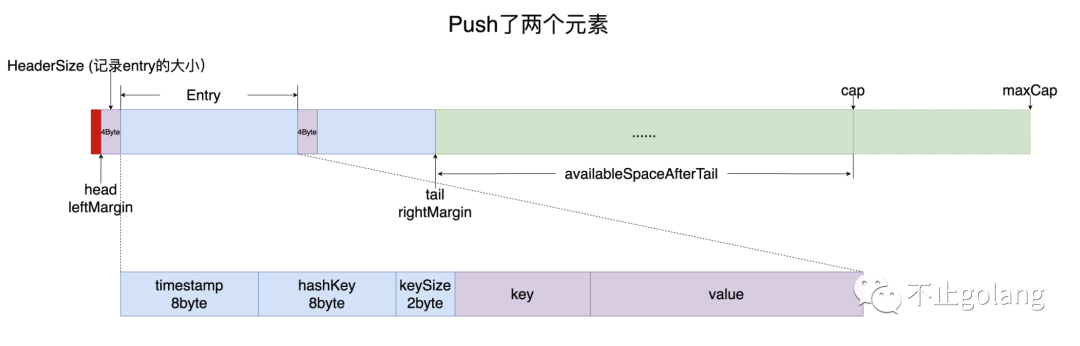 Push了两个元素
HeaderSize (记录entry的大小）
Entry
cap
maxCap
4Byte
4Byte
......
head
leftMargin
tail
rightMargin
availableSpaceAfterTail
timestamp
8byte
hashKey
8byte
keySize
2byte
key
value
不止golang